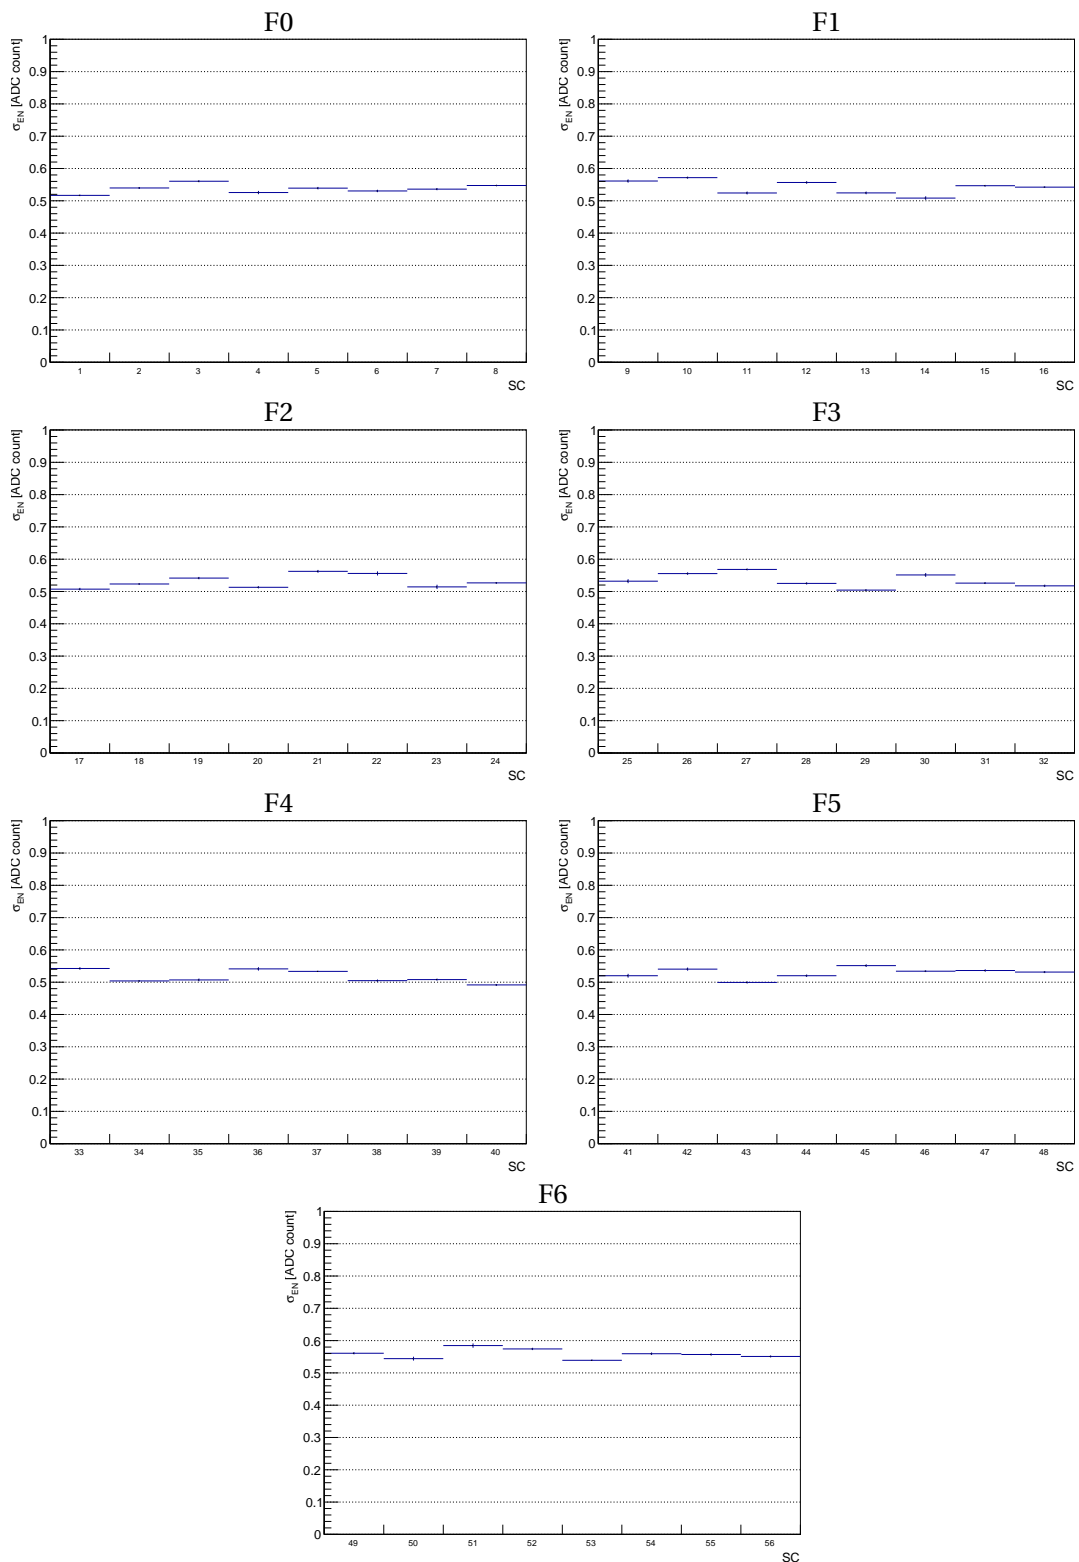 F0
σEN [ADC count]
1
0.9
0.8
0.7
0.6
0.5
0.4
0.3
0.2
0.1
0
1 2 3 4 5 6 7 8
SC
F1
σEN [ADC count]
1
0.9
0.8
0.7
0.6
0.5
0.4
0.3
0.2
0.1
0
9 10 11 12 13 14 15 16
SC
F2
σEN [ADC count]
1
0.9
0.8
0.7
0.6
0.5
0.4
0.3
0.2
0.1
0
17 18 19 20 21 22 23 24
SC
F3
σEN [ADC count]
1
0.9
0.8
0.7
0.6
0.5
0.4
0.3
0.2
0.1
0
25 26 27 28 29 30 31 32
SC
F4
σEN [ADC count]
1
0.9
0.8
0.7
0.6
0.5
0.4
0.3
0.2
0.1
0
33 34 35 36 37 38 39 40
SC
F5
σEN [ADC count]
1
0.9
0.8
0.7
0.6
0.5
0.4
0.3
0.2
0.1
0
41 42 43 44 45 46 47 48
SC
F6
σEN [ADC count]
1
0.9
0.8
0.7
0.6
0.5
0.4
0.3
0.2
0.1
0
49 50 51 52 53 54 55 56
SC